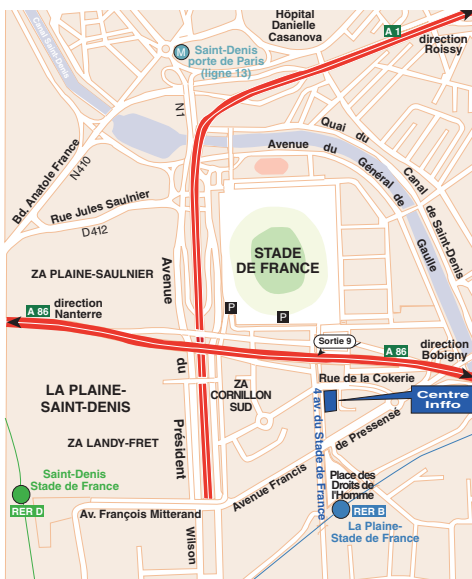 Hôpital
Danielle
Casanova
A 1
direction
Roissy
Canal Saint-Denis
M
Saint-Denis
porte de Paris
(ligne 13)
N1
Quai du
Canal de Saint-Denis
Avenue du Général de Gaulle
Bd. Anatole France
N410
Rue Jules Saulnier
D412
STADE
DE FRANCE
ZA PLAINE-SAULNIER
Avenue du Président Wilson
P
P
A 86
direction
Nanterre
Sortie 9
A 86
direction
Bobigny
Rue de la Cokerie
LA PLAINE-
SAINT-DENIS
ZA
CORNILLON
SUD
Centre
Inffo
4 av. du Stade de France
ZA LANDY-FRET
Avenue Francis de Pressensé
Saint-Denis
Stade de France
RER D
Place des
Droits de
l'Homme
Av. François Mitterand
RER B
La Plaine-
Stade de France